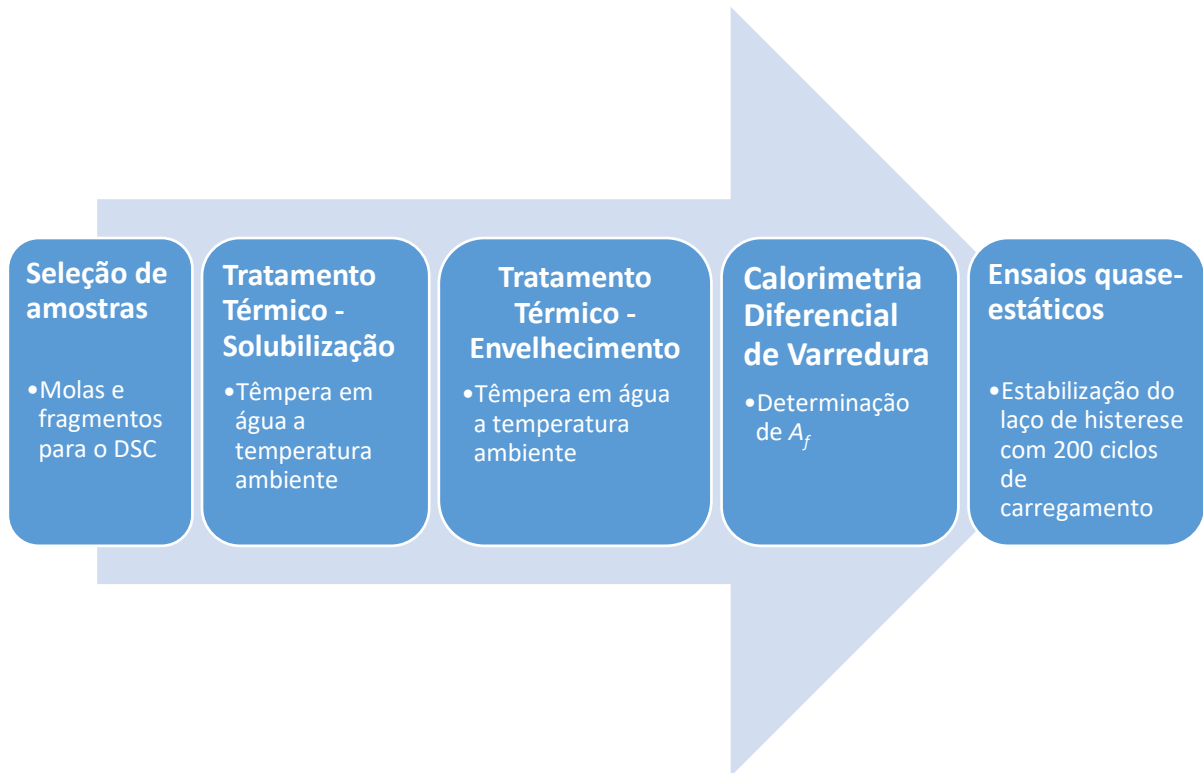 Seleção de
amostras
•Molas e
fragmentos
para o DSC
Tratamento
Térmico -
Solubilização
•Têmpera em
água a
temperatura
ambiente
Tratamento
Térmico -
Envelhecimento
•Têmpera em água
a temperatura
ambiente
Calorimetria
Diferencial
de Varredura
•Determinação
de Af
Ensaios quase-
estáticos
•Estabilização do
laço de histerese
com 200 ciclos
de
carregamento